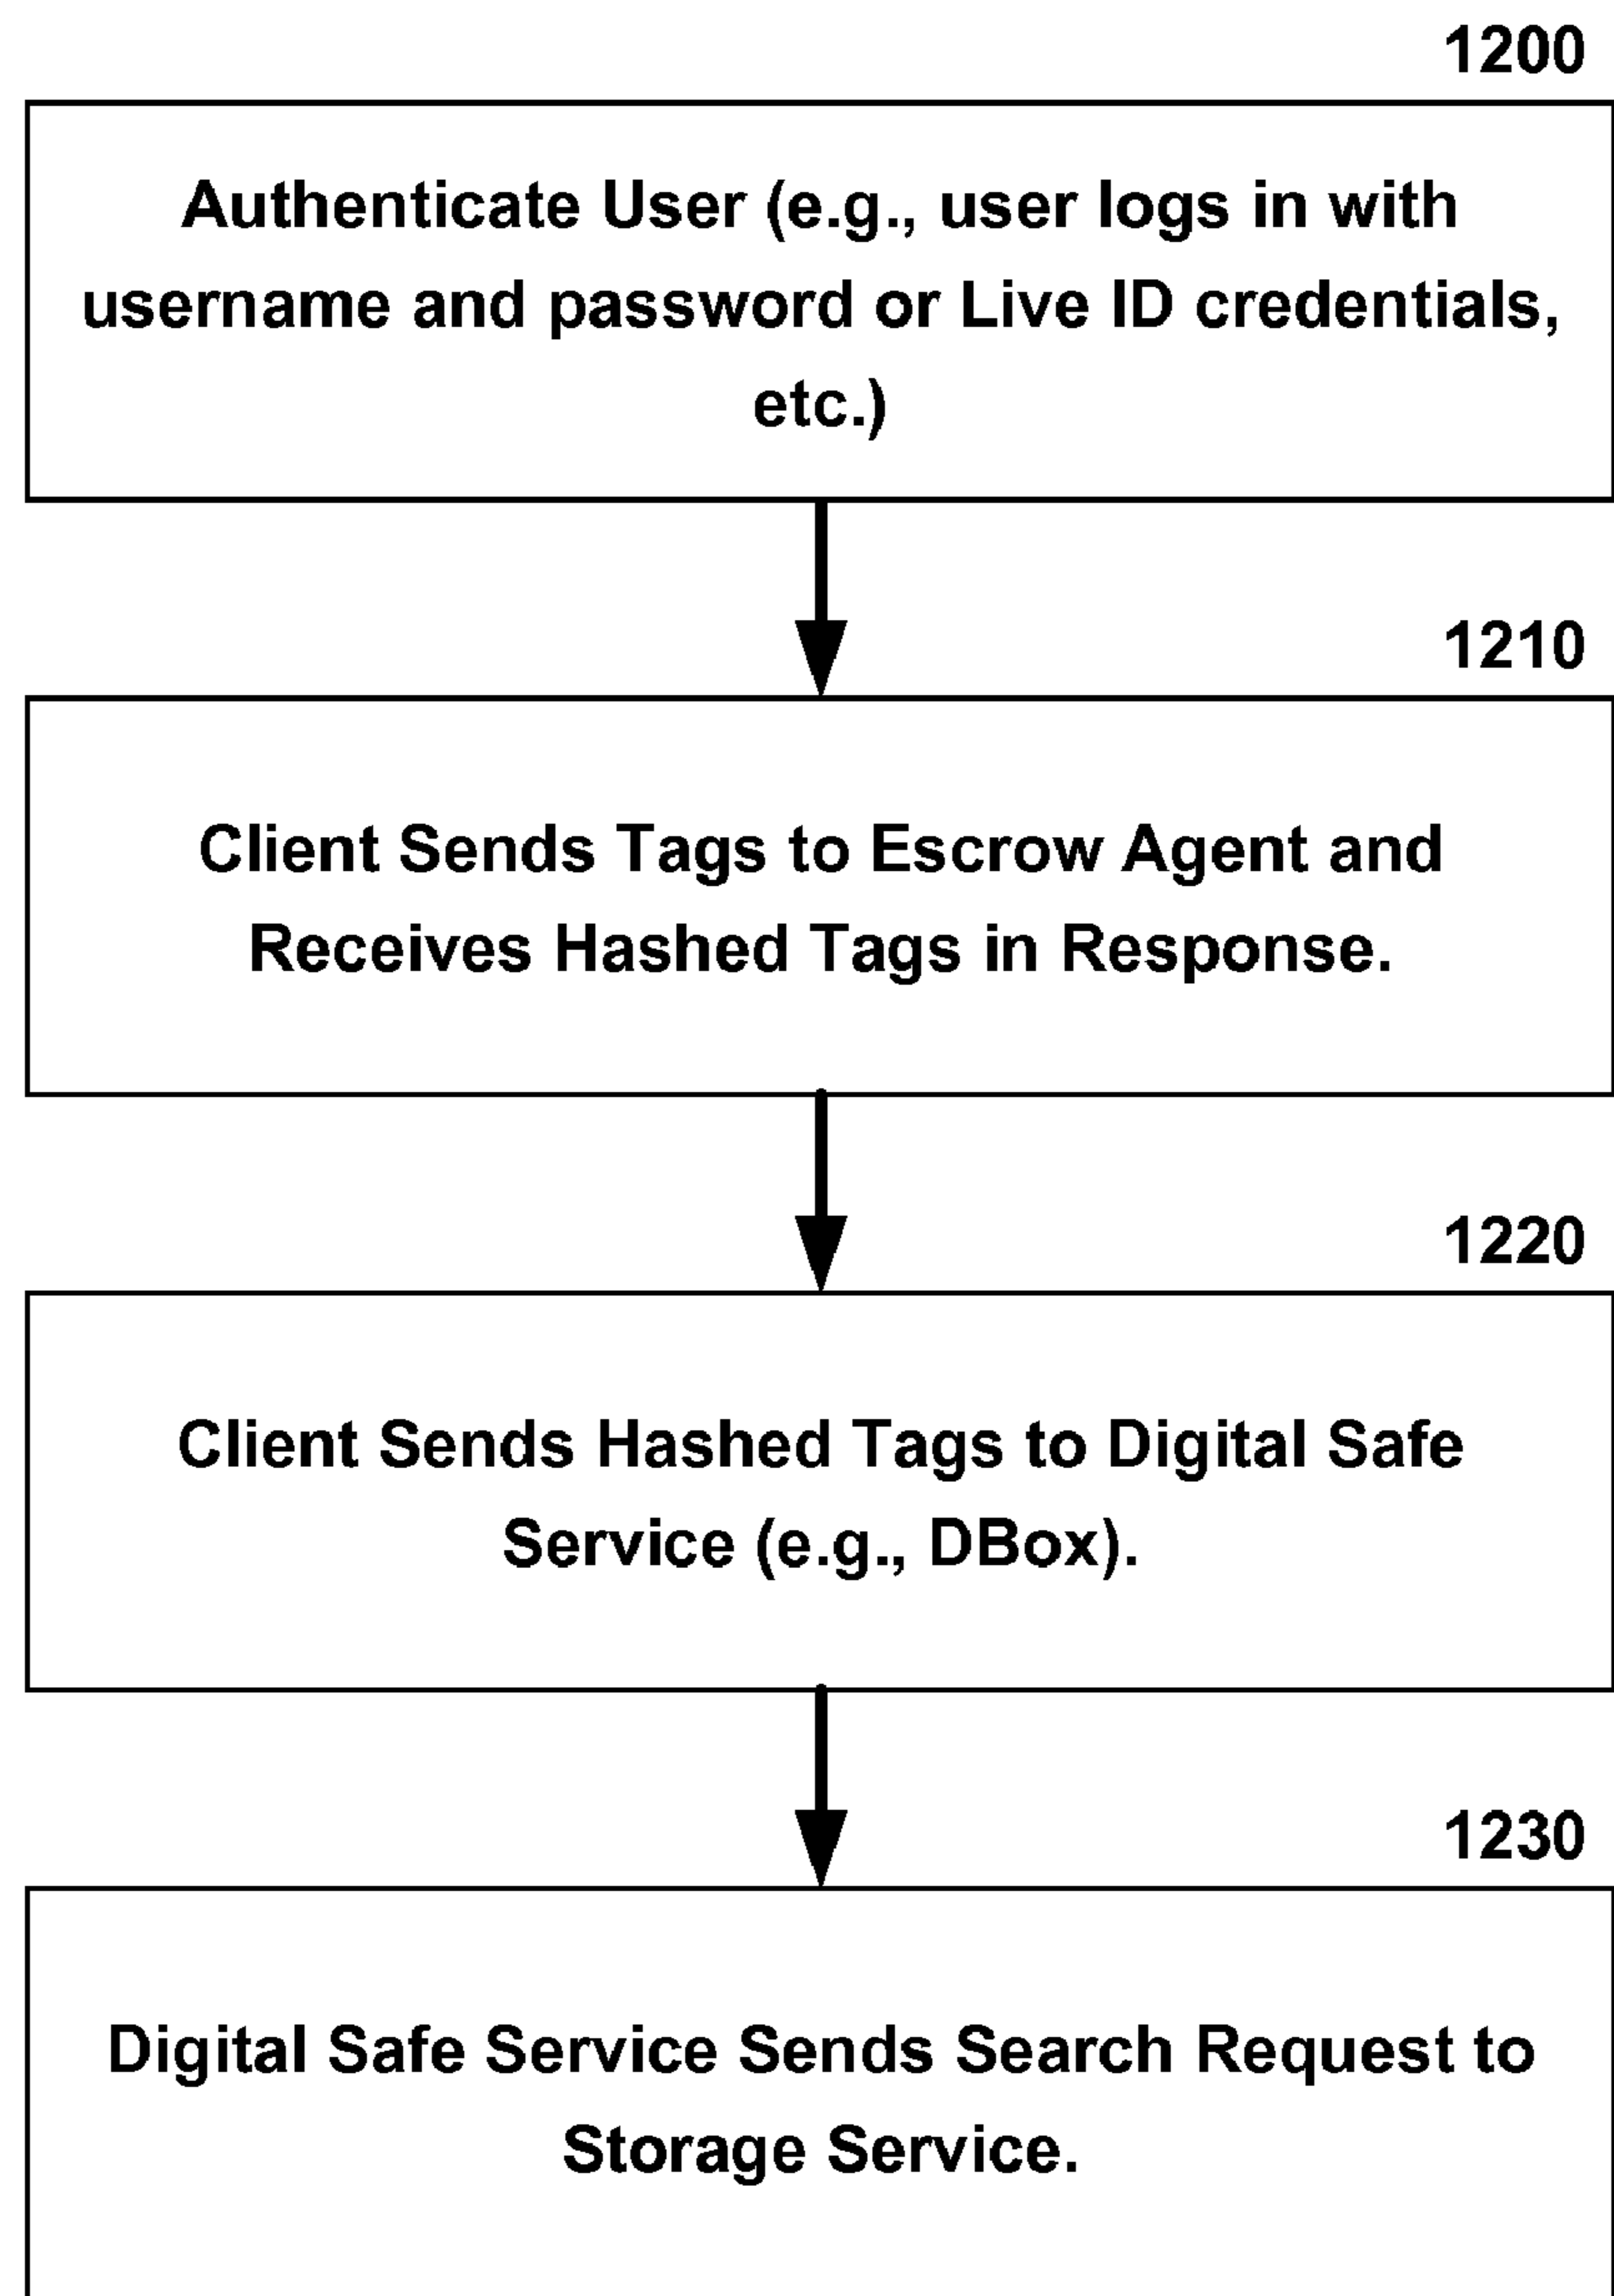 1200
Authenticate User (e.g., user logs in with
username and password or Live ID credentials,
etc.)
1210
Client Sends Tags to Escrow Agent and
Receives Hashed Tags in Response.
1220
Client Sends Hashed Tags to Digital Safe
Service (e.g., DBox).
1230
Digital Safe Service Sends Search Request to
Storage Service.